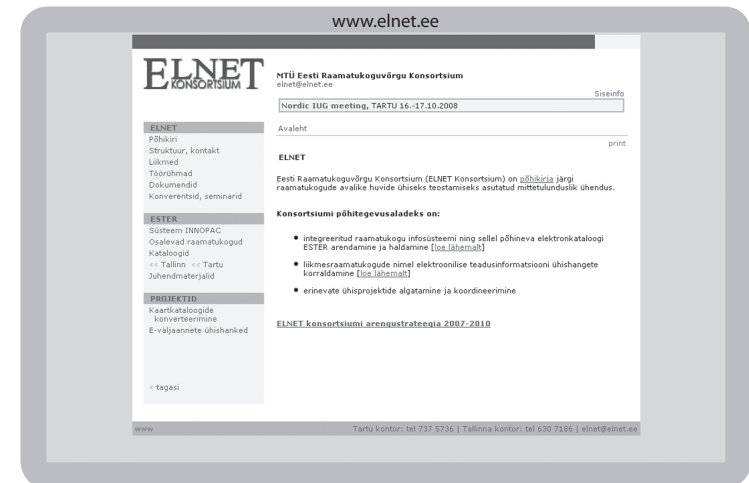 www.elnet.ee
ELNET
KONSORTSIUM
MTÜ Eesti Raamatukoguvõrgu Konsortsium
elnet@elnet.ee
Siseinfo
Nordic IUG meeting, TARTU 16.-17.10.2008
ELNET
Põhikiri
Struktuur, kontakt
Liikmed
Töörühmad
Dokumendid
Konverentsid, seminarid
ESTER
Süsteem INNOPAC
Osalevad raamatukogud
Kataloogid
<< Tallinn << Tartu
Juhendmaterjalid
PROJEKTID
Kaartkataloogide
konverteerimine
E-väljaannete ühishanked
« tagasi
Avaleht
print
ELNET
Eesti Raamatukoguvõrgu Konsortsium (ELNET Konsortsium) on põhikirja järgi
raamatukogude avalike huvide ühiseks teostamiseks asutatud mittetulunduslik ühendus.
Konsortsiumi põhitegevusaladeks on:
• integreeritud raamatukogu infosüsteemi ning sellel põhineva elektronkataloogi
ESTER arendamine ja haldamine [loe lähemalt]
• liikmesraamatukogude nimel elektroonilise teadusinformatsiooni ühishangete
korraldamine [loe lähemalt]
• erinevate ühisprojektide algatamine ja koordineerimine
ELNET konsortsiumi arengustrateegia 2007-2010
www
Tartu kontor: tel 737 5736 | Tallinna kontor: tel 630 7186 | elnet@elnet.ee